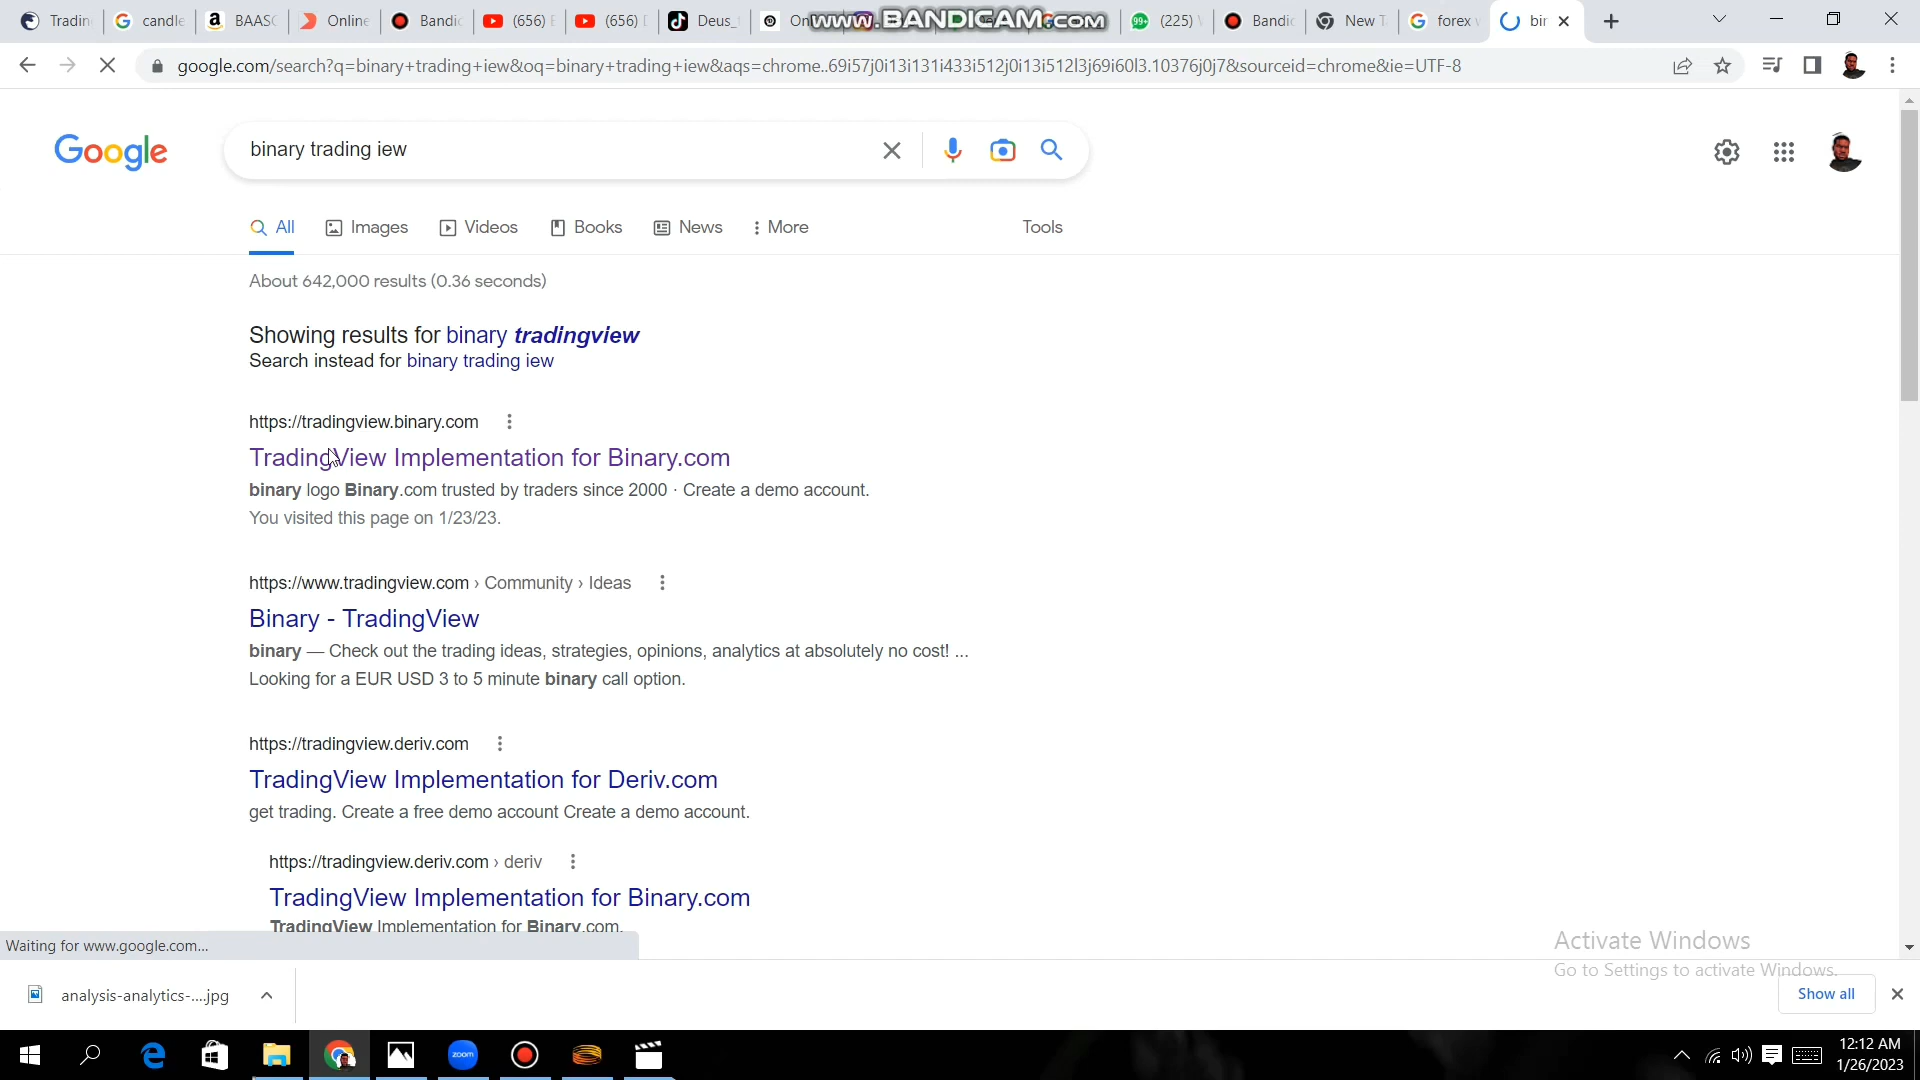 Tradin
candle
BAASC
Online
Bandic
(656) E
(656) D
Deus_
On
www.BANDICAM.com
(225)
Bandic
New T
forex
bir
google.com/search?q=binary+trading+iew&oq=binary+trading+iew&aqs=chrome..69i57j0i13i131i433i512j0i13i512l3j69i60l3.10376j0j7&sourceid=chrome&ie=UTF-8
Google
binary trading iew
All
Images
Videos
Books
News
More
Tools
About 642,000 results (0.36 seconds)
Showing results for binary tradingview
Search instead for binary trading iew
https://tradingview.binary.com
TradingView Implementation for Binary.com
binary logo Binary.com trusted by traders since 2000 · Create a demo account.
You visited this page on 1/23/23.
https://www.tradingview.com › Community › Ideas
Binary - TradingView
binary — Check out the trading ideas, strategies, opinions, analytics at absolutely no cost! ...
Looking for a EUR USD 3 to 5 minute binary call option.
https://tradingview.deriv.com
TradingView Implementation for Deriv.com
get trading. Create a free demo account Create a demo account.
https://tradingview.deriv.com › deriv
TradingView Implementation for Binary.com
TradingView Implementation for Binary.com.
Waiting for www.google.com...
Activate Windows
Go to Settings to activate Windows.
analysis-analytics-....jpg
Show all
zoom
12:12 AM
1/26/2023